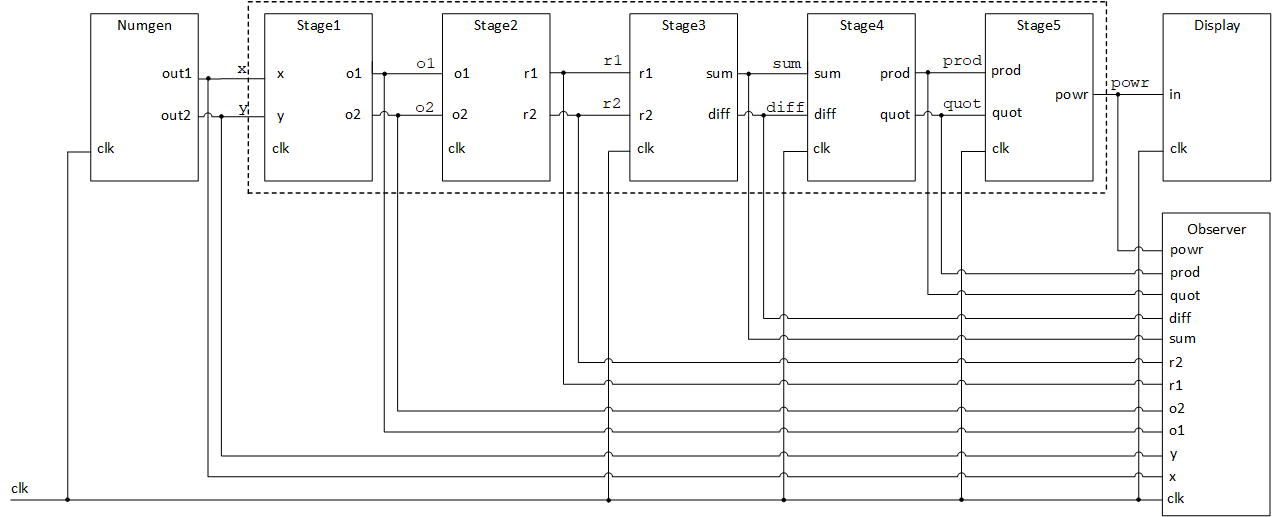 Numgen Stage1 Stage2 Stage3 Stage4 Stage5 Display
out1 x x o1 o1 o1 r1 r1 r1 sum sum sum prod prod prod
powr powr in
out2 y y o2 o2 o2 r2 r2 r2 diff diff diff quot quot quot
clk clk clk clk clk clk clk
Observer
powr
prod
quot
diff
sum
r2
r1
o2
o1
y
x
clk clk